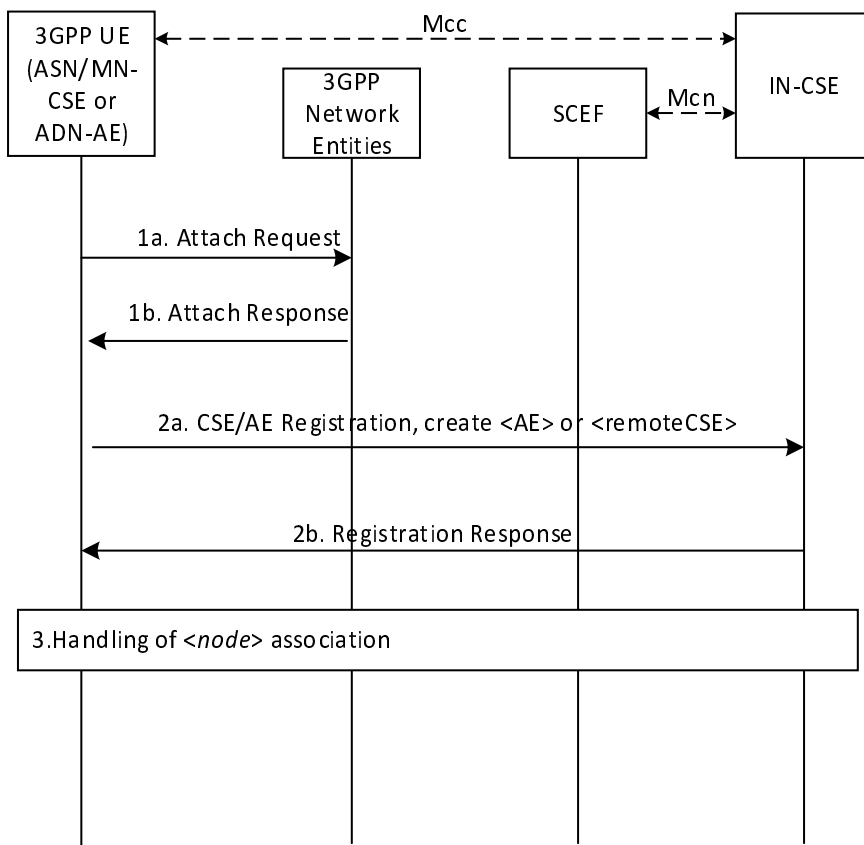 Mcc
3GPP UE
(ASN/MN-
CSE or
ADN-AE)
3GPP
Network
Entities
SCEF
Mcn
IN-CSE
1a. Attach Request
1b. Attach Response
2a. CSE/AE Registration, create <AE> or <remoteCSE>
2b. Registration Response
3.Handling of <node> association